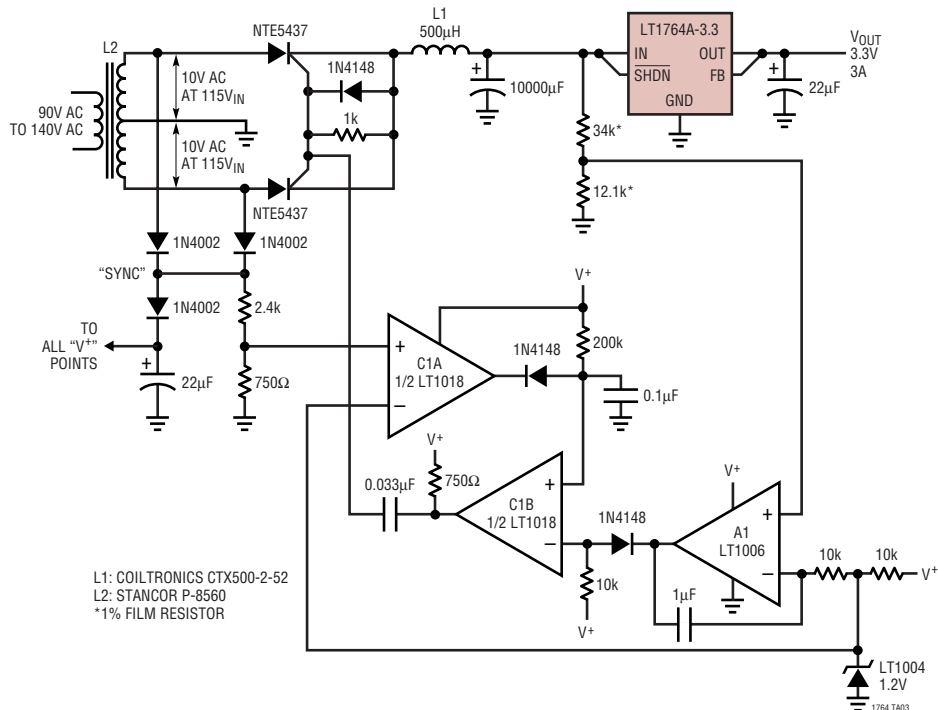 L1
500µH
NTE5437
L2
LT1764A-3.3
IN
OUT
SHDN
FB
GND
VOUT
3.3V
3A
10V AC
AT 115VIN
1N4148
+
10000µF
+
22µF
90V AC
TO 140V AC
1k
34k*
10V AC
AT 115VIN
12.1k*
NTE5437
1N4002
1N4002
"SYNC"
V+
1N4002
2.4k
TO
ALL "V+"
POINTS
+
C1A
1/2 LT1018
–
1N4148
200k
+
22µF
750Ω
0.1µF
V+
0.033µF
750Ω
C1B
1/2 LT1018
+
–
V+
1N4148
A1
LT1006
+
–
10k
10k
V+
10k
V+
1µF
L1: COILTRONICS CTX500-2-52
L2: STANCOR P-8560
*1% FILM RESISTOR
LT1004
1.2V
1764 TA03